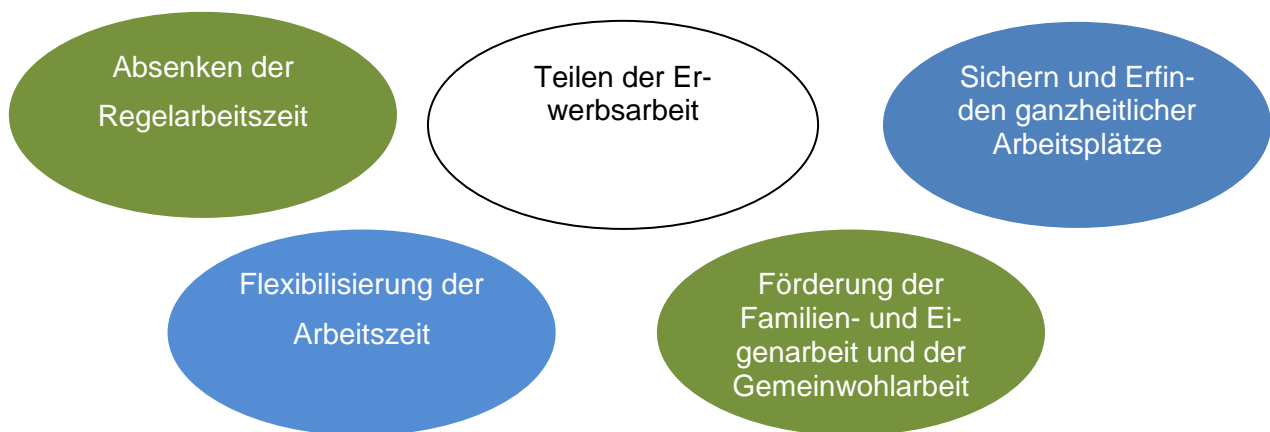 Absenken der
Regelarbeitszeit
Teilen der Er-
werbsarbeit
Sichern und Erfin-
den ganzheitlicher
Arbeitsplätze
Flexibilisierung der
Arbeitszeit
Förderung der
Familien- und Ei-
genarbeit und der
Gemeinwohlarbeit